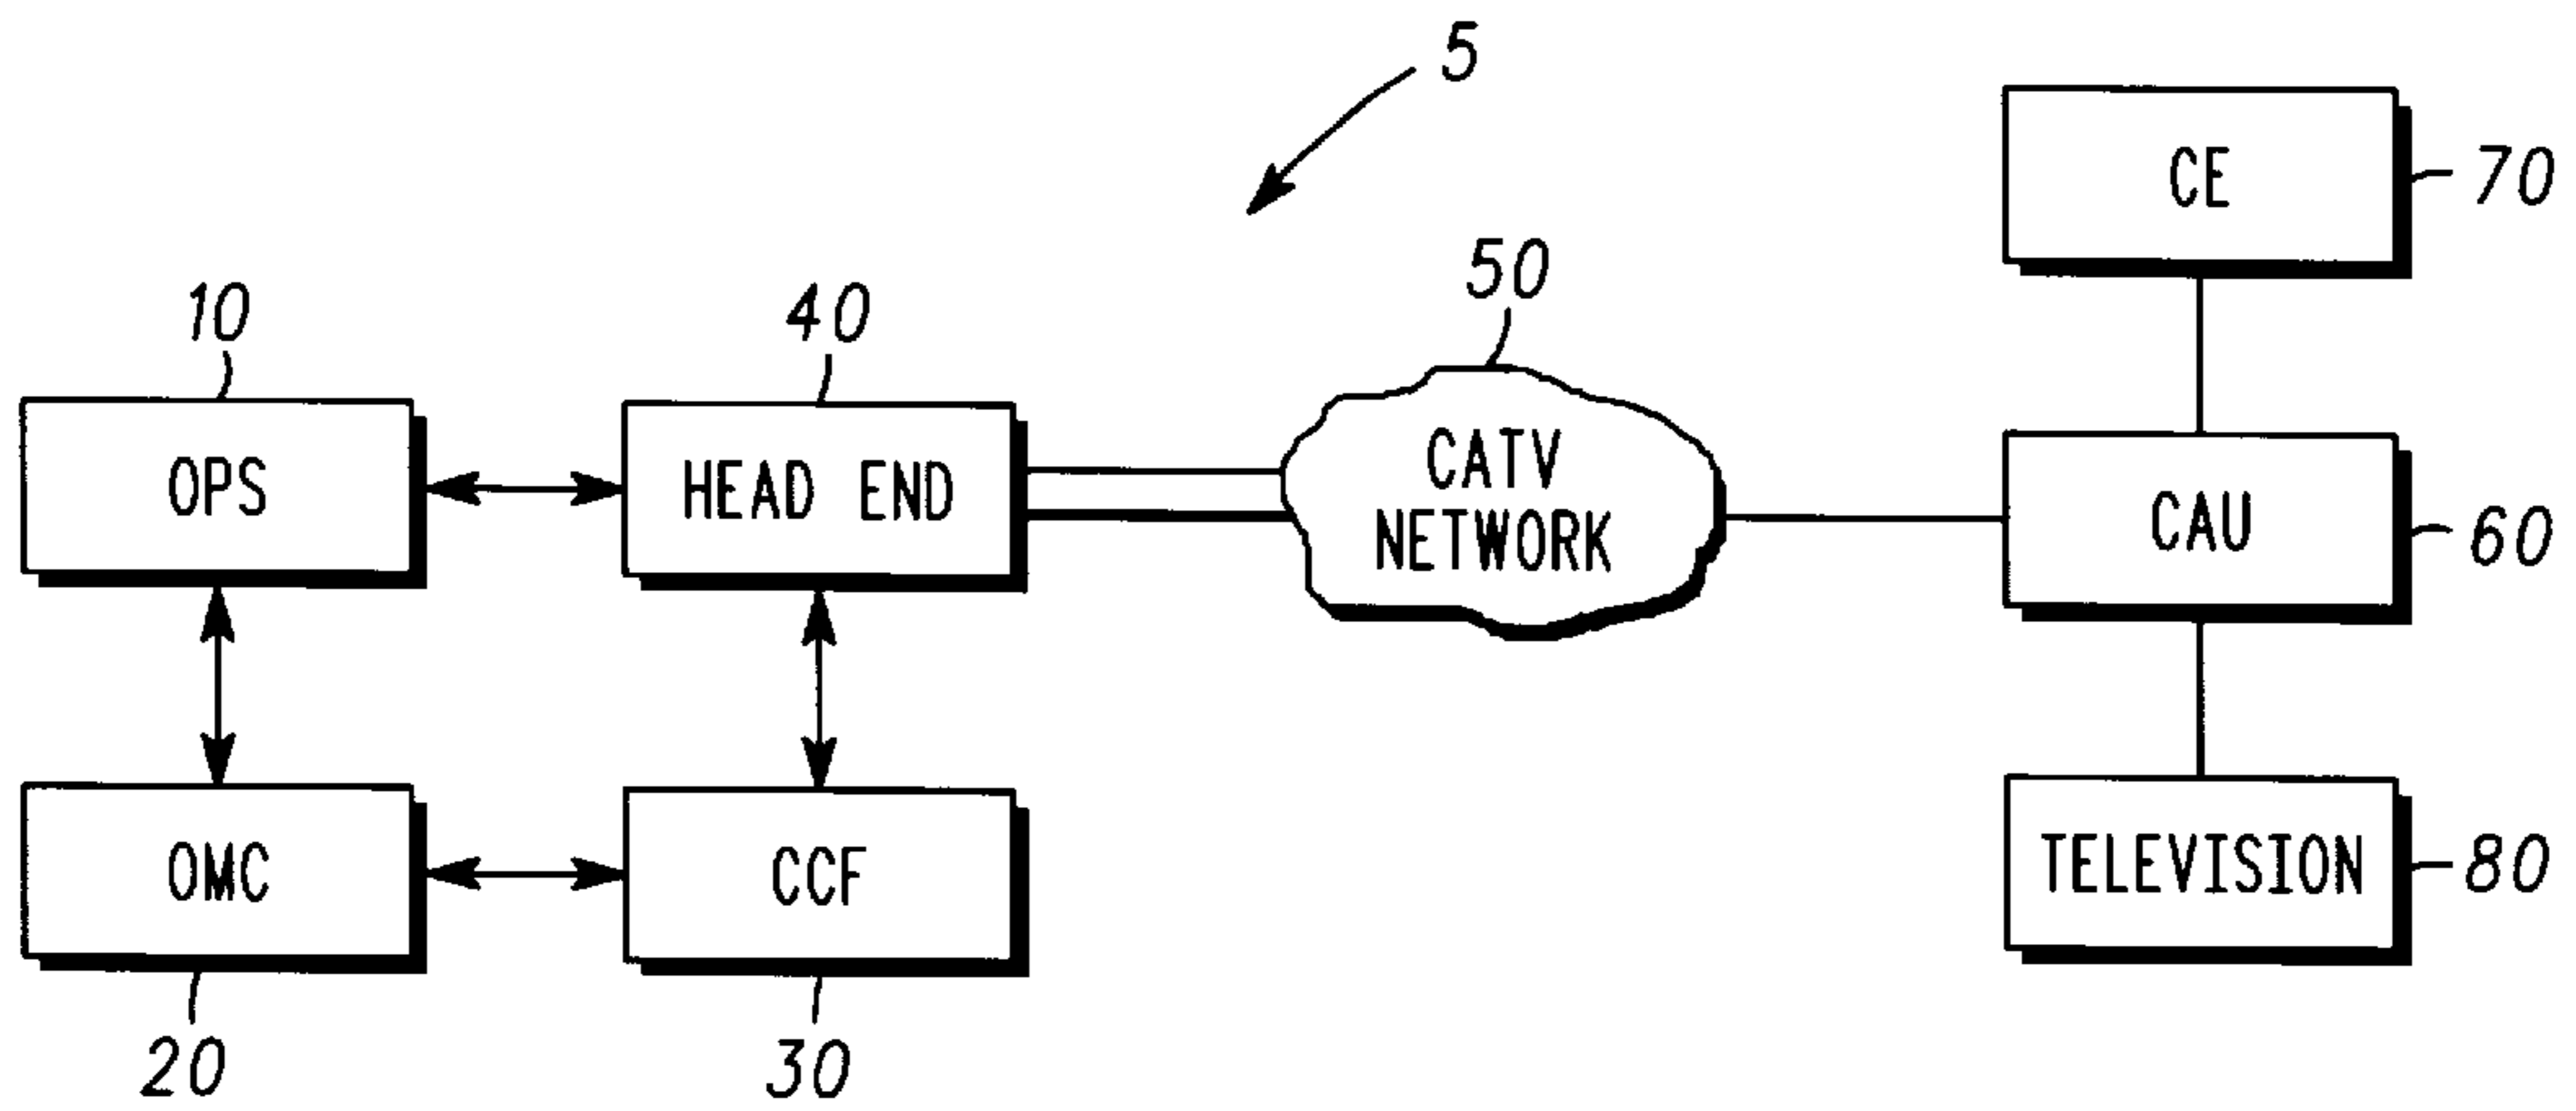 5
CE
70
50
10
40
OPS
HEAD END
CATV
NETWORK
CAU
60
OMC
CCF
TELEVISION
80
20
30